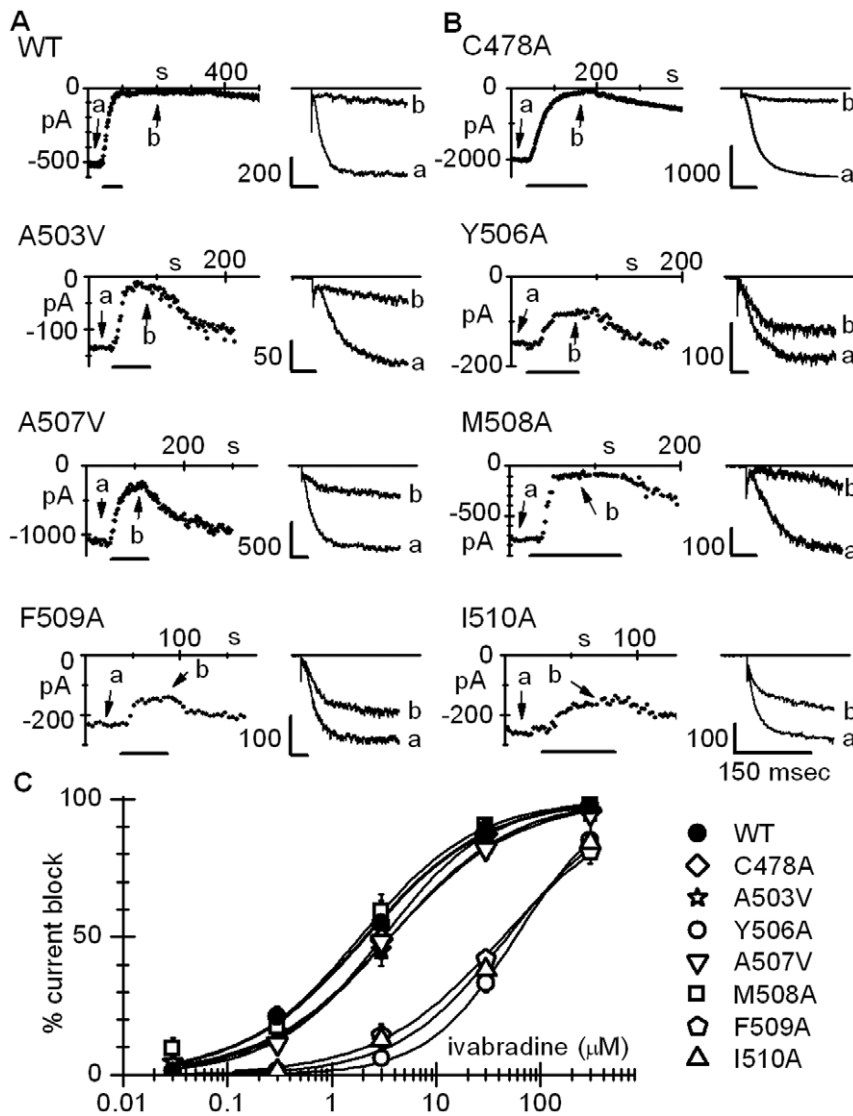 A
B
WT
C478A
s 400
0
a
b
pA
-500
200
b
a
200 s
0
a
b
pA
-2000
1000
b
a
A503V
Y506A
s 200
0
a
b
pA
-100
50
b
a
s 200
0
a
b
pA
-200
100
b
a
A507V
M508A
200 s
0
a
b
pA
-1000
500
b
a
s 200
0
a
b
-500
pA
100
b
a
F509A
I510A
100 s
0
a
b
pA
-200
100
b
a
s 100
0
a
b
pA
-200
100
b
a
150 msec
C
% current block
100
50
0
0.01 0.1 1 10 100
ivabradine (μM)
WT
C478A
A503V
Y506A
A507V
M508A
F509A
I510A